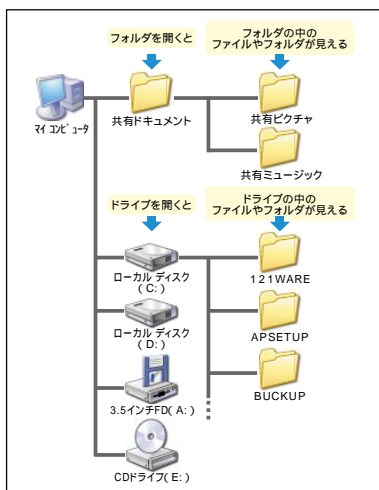 フォルダを開くと
フォルダの中の
ファイルやフォルダが見える
マイ コンピュータ
共有ドキュメント
共有ピクチャ
共有ミュージック
ドライブを開くと
ドライブの中の
ファイルやフォルダが見える
ローカル ディスク
(C:)
121WARE
ローカル ディスク
(D:)
APSETUP
3.5インチFD(A:)
BUCKUP
CDドライブ(E:)